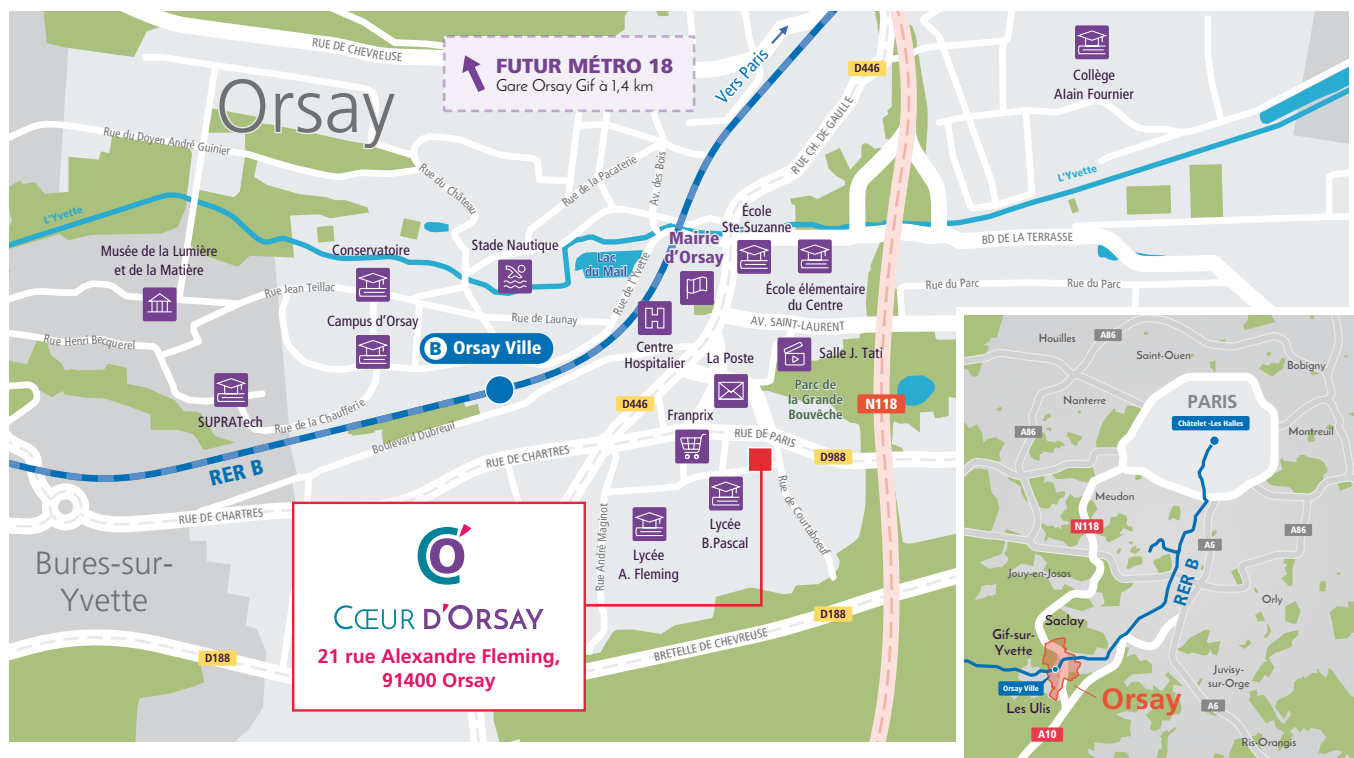 RUE DE CHEVREUSE
FUTUR MÉTRO 18
Gare Orsay Gif à 1,4 km
Vers Paris
D446
Collège
Alain Fournier
Orsay
Rue du Doyen André Guinier
Rue du Château
Rue de la Pacaterie
Av. des Bois
RUE CH. DE GAULLE
L'Yvette
L'Yvette
Musée de la Lumière
et de la Matière
Conservatoire
Stade Nautique
Lac
du Mail
Mairie
d'Orsay
École
Ste-Suzanne
École élémentaire
du Centre
BD DE LA TERRASSE
Rue du Parc
Rue du Parc
Rue Jean Teillac
Rue de l'Yvette
Rue de Launay
Campus d'Orsay
Rue Henri Becquerel
B Orsay Ville
H
Centre
Hospitalier
AV. SAINT-LAURENT
La Poste
Salle J. Tati
Parc de
la Grande
Bouvêche
N118
SUPRATech
Rue de la Chaufferie
Boulevard Dubreuil
D446
Franprix
RUE DE PARIS
D988
RER B
RUE DE CHARTRES
RUE DE CHARTRES
Rue de Courtaboeuf
Rue André Maginot
Lycée
B.Pascal
Lycée
A. Fleming
Bures-sur-
Yvette
CO
CŒUR D'ORSAY
21 rue Alexandre Fleming,
91400 Orsay
D188
D188
BRETELLE DE CHEVREUSE
Houilles
A86
Saint-Ouen
Bobigny
Nanterre
PARIS
Châtelet -Les Halles
A86
Montreuil
Meudon
N118
A6
A86
Jouy-en-Josas
RER B
Orly
Saclay
Gif-sur-
Yvette
Juvisy-
sur-Orge
Orsay Ville
Les Ulis
Orsay
A6
A10
Ris-Orangis